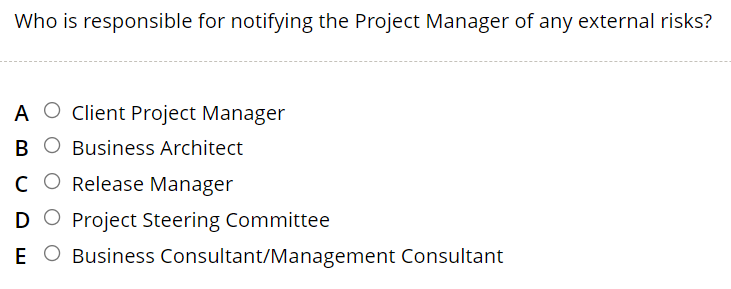 Who is responsible for notifying the Project Manager of any external risks?
A Client Project Manager
B Business Architect
C Release Manager
D Project Steering Committee
E Business Consultant/Management Consultant